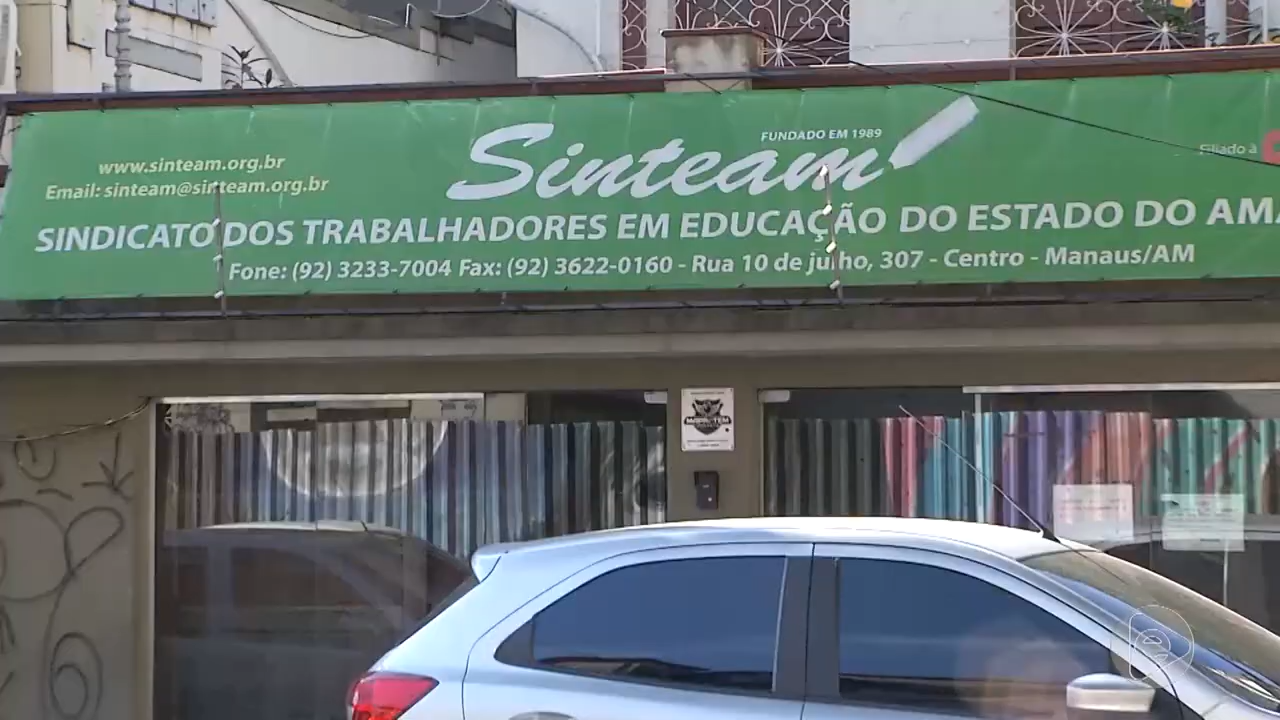 FUNDADO EM 1989
Sinteam
Filiado à
www.sinteam.org.br
Email: sinteam@sinteam.org.br
SINDICATO DOS TRABALHADORES EM EDUCAÇÃO DO ESTADO DO AMA
Fone: (92) 3233-7004 Fax: (92) 3622-0160 - Rua 10 de julho, 307 - Centro - Manaus/AM